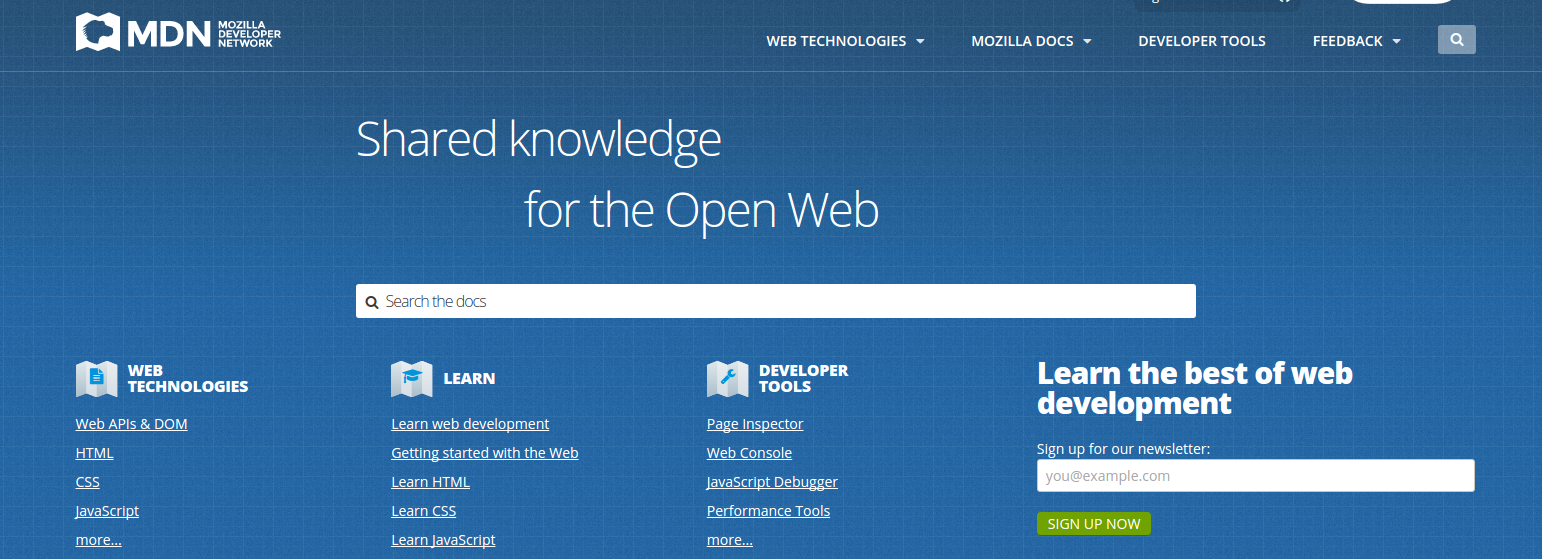 MDN MOZILLA
DEVELOPER
NETWORK
WEB TECHNOLOGIES MOZILLA DOCS DEVELOPER TOOLS FEEDBACK
Shared knowledge
for the Open Web
Search the docs
WEB
TECHNOLOGIES
Web APIs & DOM
HTML
CSS
JavaScript
more...
LEARN
Learn web development
Getting started with the Web
Learn HTML
Learn CSS
Learn JavaScript
DEVELOPER
TOOLS
Page Inspector
Web Console
JavaScript Debugger
Performance Tools
more...
Learn the best of web
development
Sign up for our newsletter:
you@example.com
SIGN UP NOW